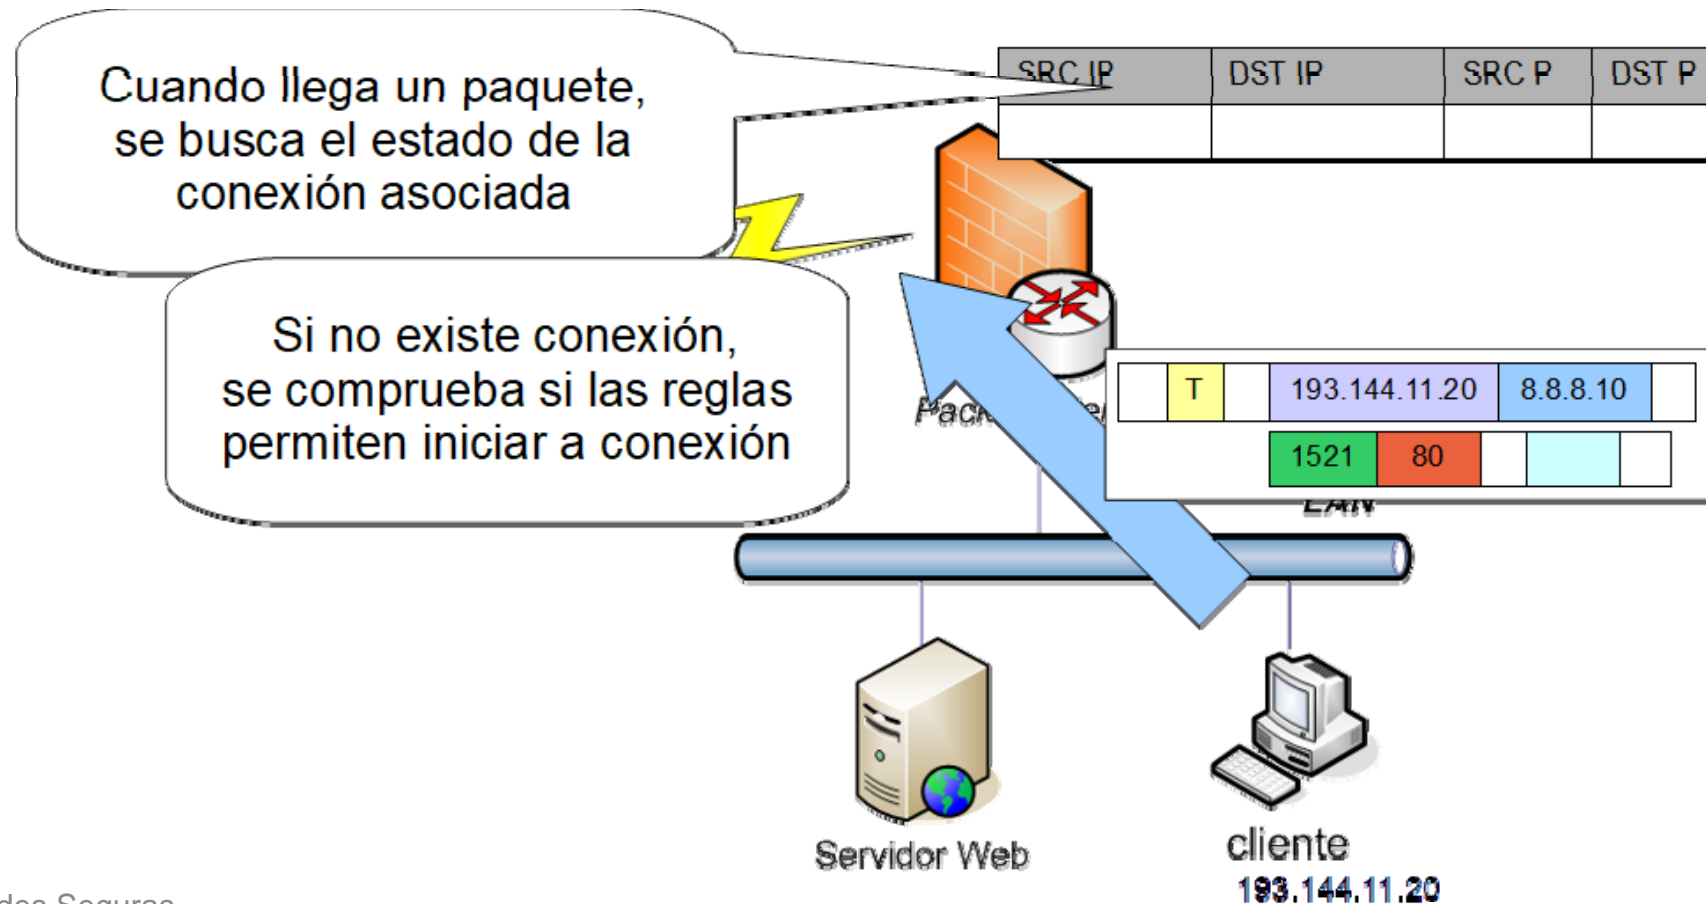 Cuando llega un paquete,
se busca el estado de la
conexión asociada
SRC IP DST IP SRC P DST P
Si no existe conexión,
se comprueba si las reglas
permiten iniciar a conexión
T 193.144.11.20 8.8.8.10
1521 80
LAN
Servidor Web
cliente
193.144.11.20
Seguras